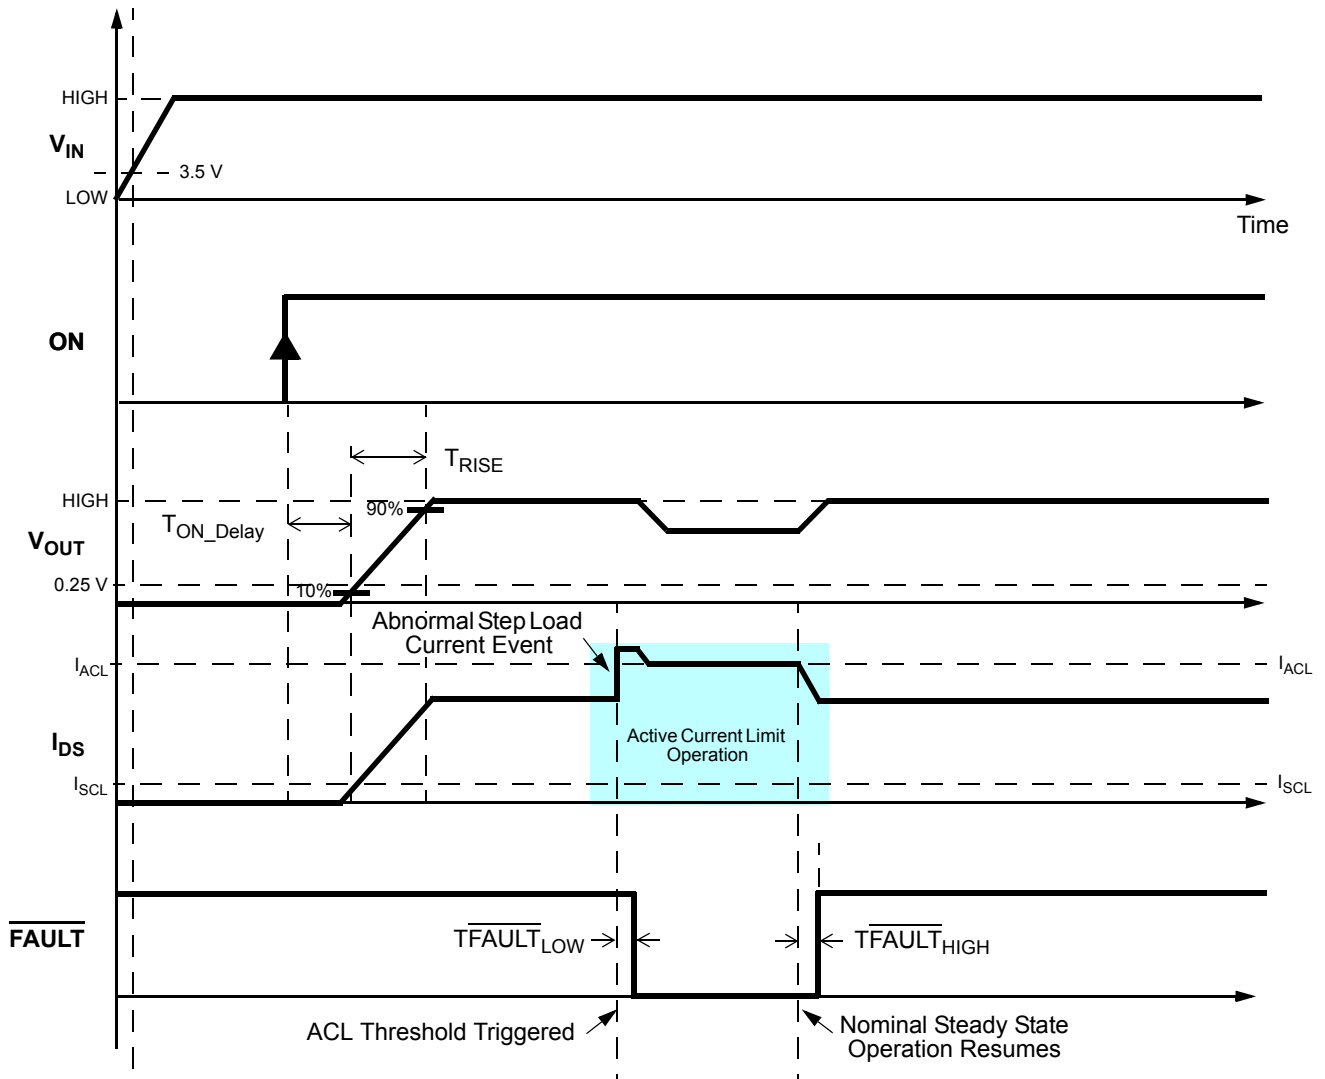 HIGH
VIN
3.5 V
LOW
Time
ON
TRISE
HIGH
90%
TON_Delay
VOUT
0.25 V
10%
Abnormal Step Load
Current Event
IACL
IACL
Active Current Limit
Operation
IDS
ISCL
ISCL
FAULT
TFAULTLOW
TFAULTHIGH
ACL Threshold Triggered
Nominal Steady State
Operation Resumes